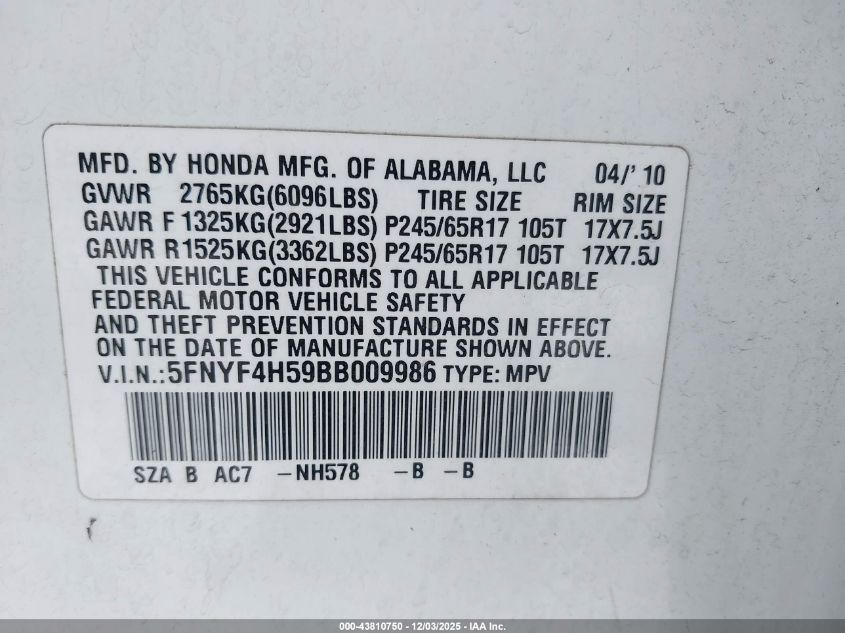 MFD. BY HONDA MFG. OF ALABAMA, LLC 04/' 10
GVWR 2765KG(6096LBS) TIRE SIZE RIM SIZE
GAWR F 1325KG(2921LBS) P245/65R17 105T 17X7.5J
GAWR R 1525KG(3362LBS) P245/65R17 105T 17X7.5J
THIS VEHICLE CONFORMS TO ALL APPLICABLE
FEDERAL MOTOR VEHICLE SAFETY
AND THEFT PREVENTION STANDARDS IN EFFECT
ON THE DATE OF MANUFACTURE SHOWN ABOVE.
V.I.N.:5FNYF4H59BB009986 TYPE: MPV
SZA B AC7 -NH578 -B -B
000-43810750 - 12/03/2025 - IAA Inc.